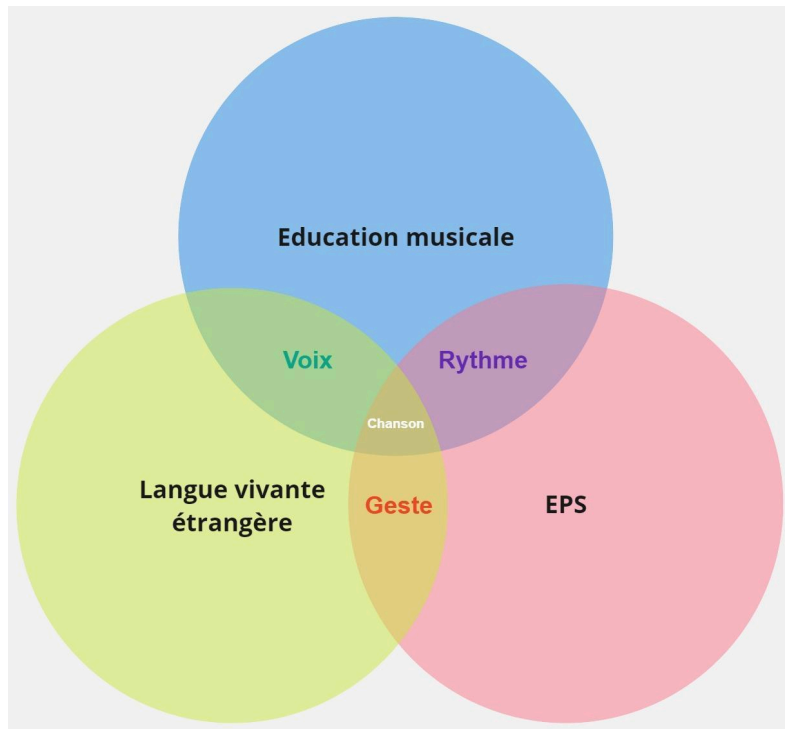 Education musicale
Voix
Rythme
Chanson
Langue vivante
étrangère
Geste
EPS